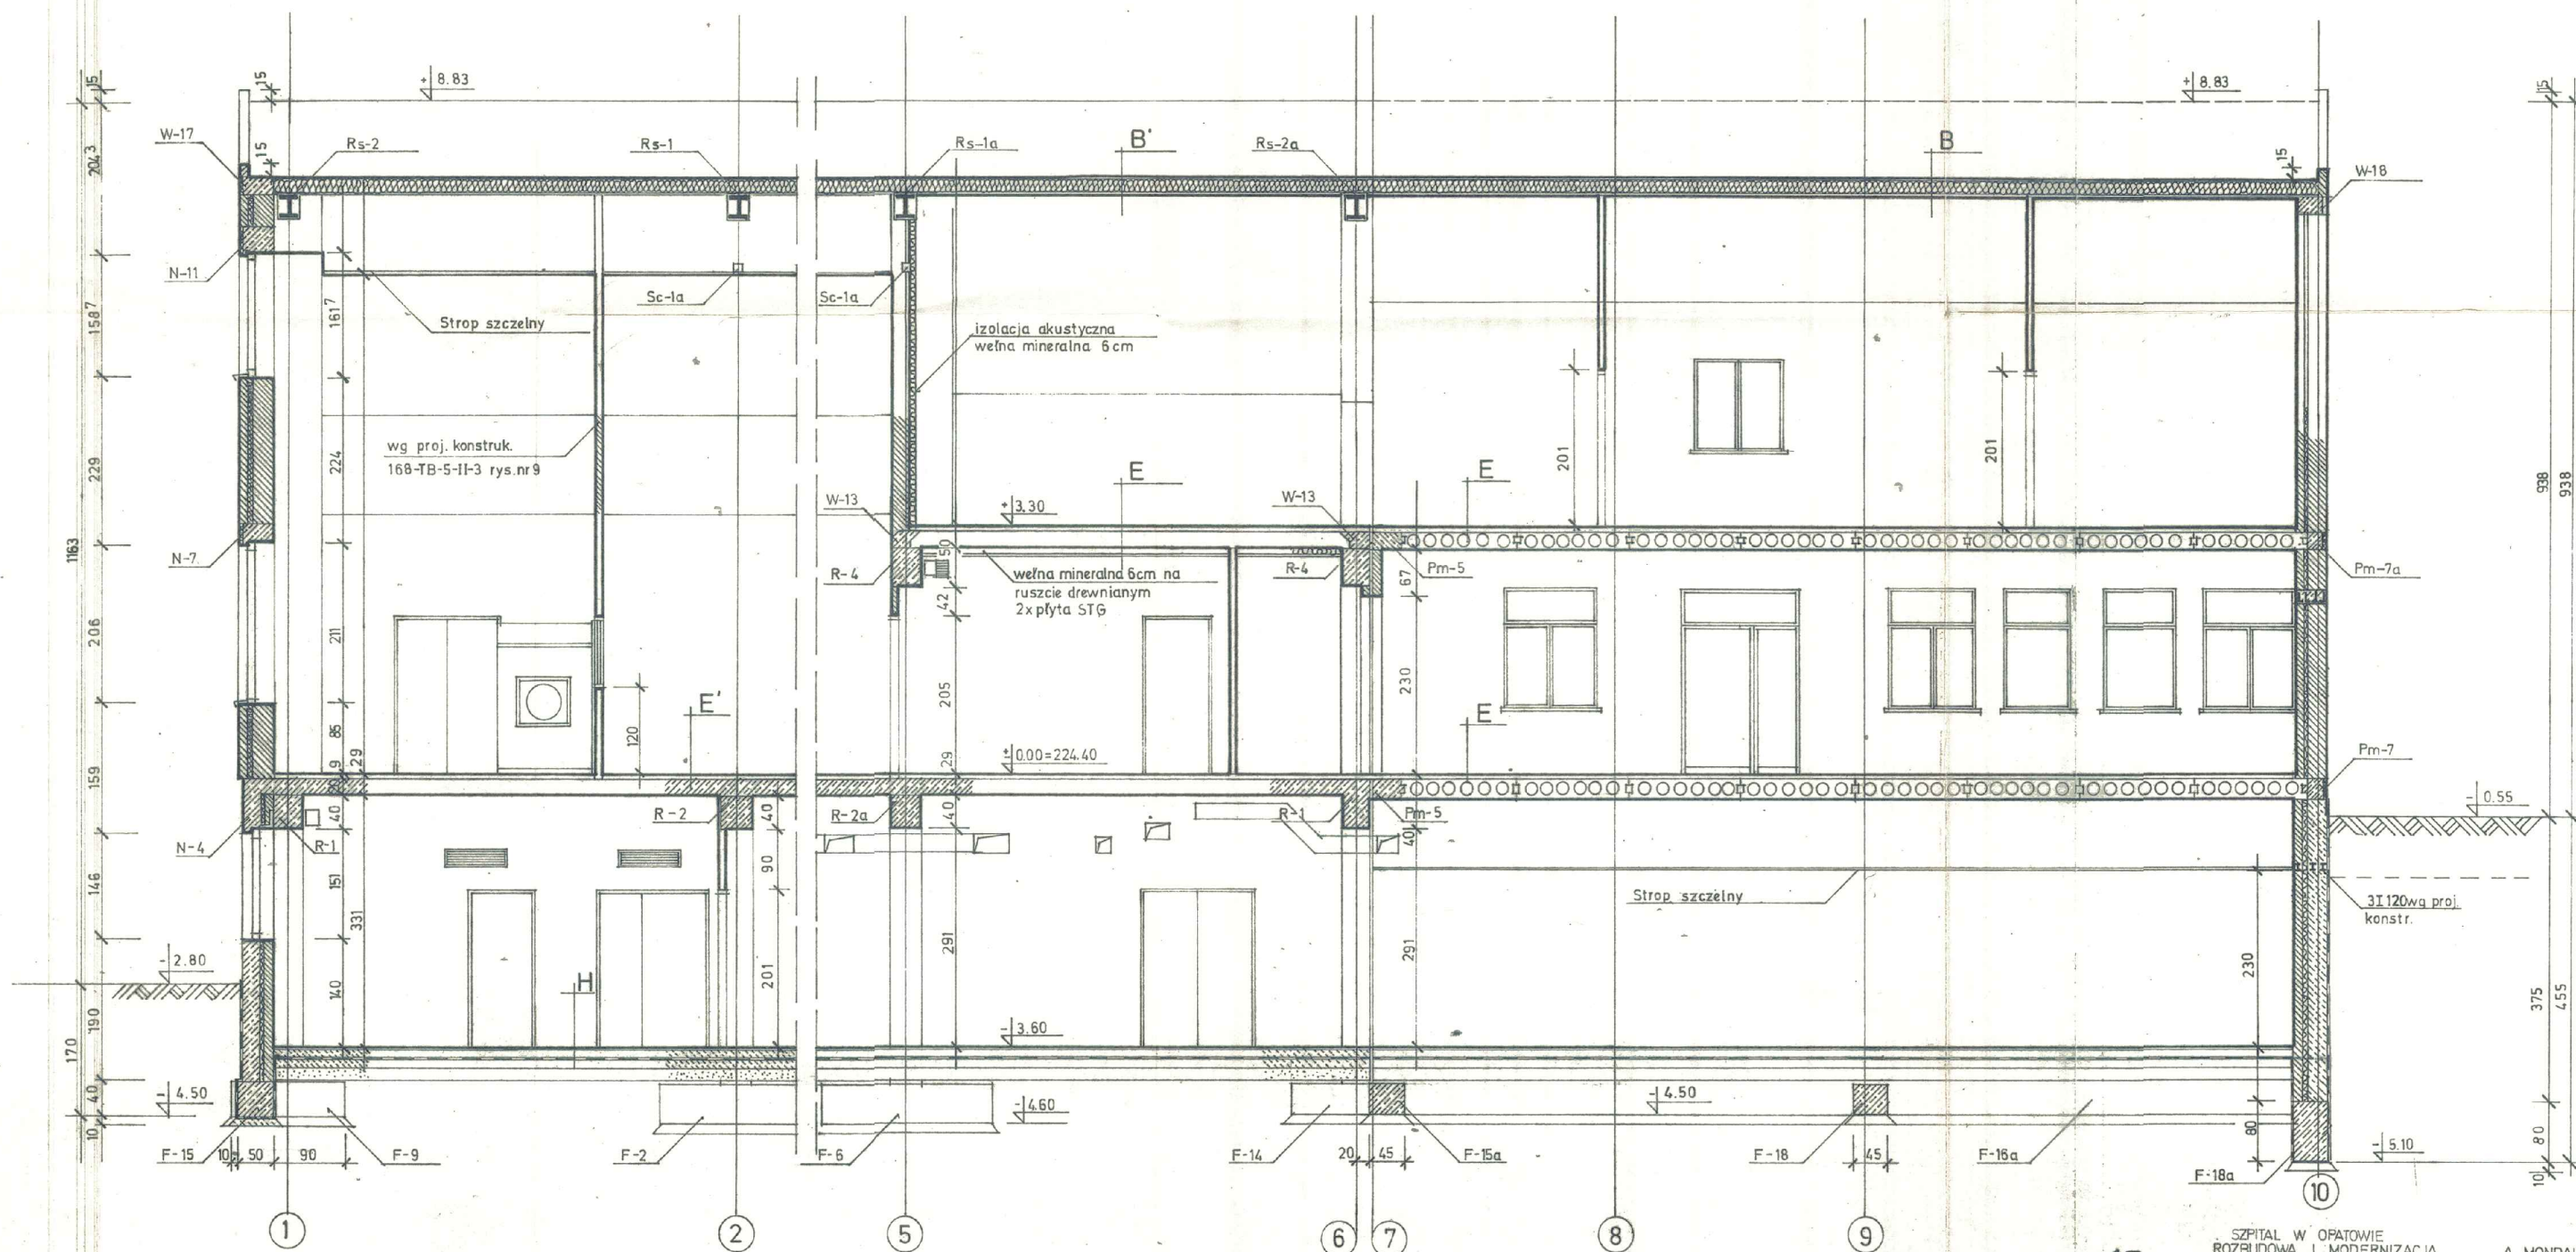 + 8.83
+ 8.83
15
15
15
15
15
W-17
Rs-2
Rs-1
Rs-1a
B'
Rs-2a
B
W-18
2043
N-11
Sc-1a
Sc-1a
Strop szczelny
izolacja akustyczna
wełna mineralna 6cm
1587
1617
wg proj. konstruk.
168-TB-5-II-3 rys.nr9
229
224
201
201
938
938
E
E
W-13
W-13
+ 3.30
1163
N-7
R-4
50
wełna mineralna 6cm na
ruszcie drewnianym
2x płyta STG
R-4
67
Pm-5
Pm-7a
42
206
211
205
230
E'
E
120
85
159
9
29
29
± 0.00=224.40
Pm-7
- 0.55
20
40
R-2
40
R-2a
40
R-1
Pm-5
40
N-4
R-1
146
151
90
331
Strop szczelny
3I120wg proj.
konstr.
- 2.80
H
201
291
291
230
375
455
140
190
170
- 3.60
40
- 4.50
- 4.60
- 4.50
80
80
- 5.10
10
10
F-15
10
50
90
F-9
F-2
F-6
F-14
20
45
F-15a
F-18
45
F-16a
F-18a
1
2
5
6
7
8
9
10
SZPITAL W OPATOWIE
ROZBUDOWA I MODERNIZACJA